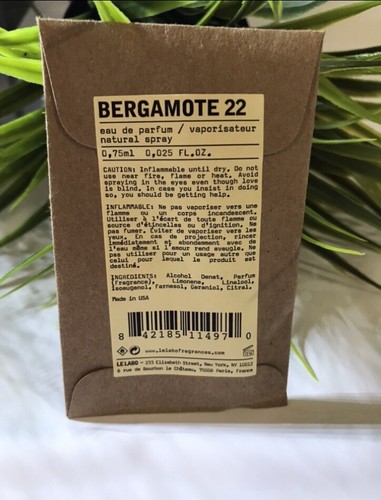 BERGAMOTE 22
eau de parfum / vaporisateur
natural spray
0,75ml 0,025 FL.OZ.
CAUTION: Inflammable until dry. Do not
use near fire, flame or heat. Avoid
spraying in the eyes even though love
is blind. In case you insist in doing
so, you should be getting help.
INFLAMMABLE: Ne pas vaporiser vers une
flamme ou un corps incandescent.
Utiliser à l'écart de toute flamme ou
source d'étincelles ou d'ignition, ne
pas fumer. Eviter de vaporiser vers les
yeux. En cas de projection, rincer
immédiatement et abondamment avec de
l'eau même si l'amour rend aveugle. Ne
pas utiliser pour un usage autre que
celui pour lequel le produit est
destiné.
INGREDIENTS: Alcohol Denat, Parfum
(Fragrance), Limonene, Linalool,
Isoeugenol, Farnesol, Geraniol, Citral.
Made in USA
8 42185 11497 0
www.lelabofragrances.com
LE LABO - 233 Elizabeth Street, New York, NY 10012
6 rue de Bourbon le Château, 75006 Paris, France